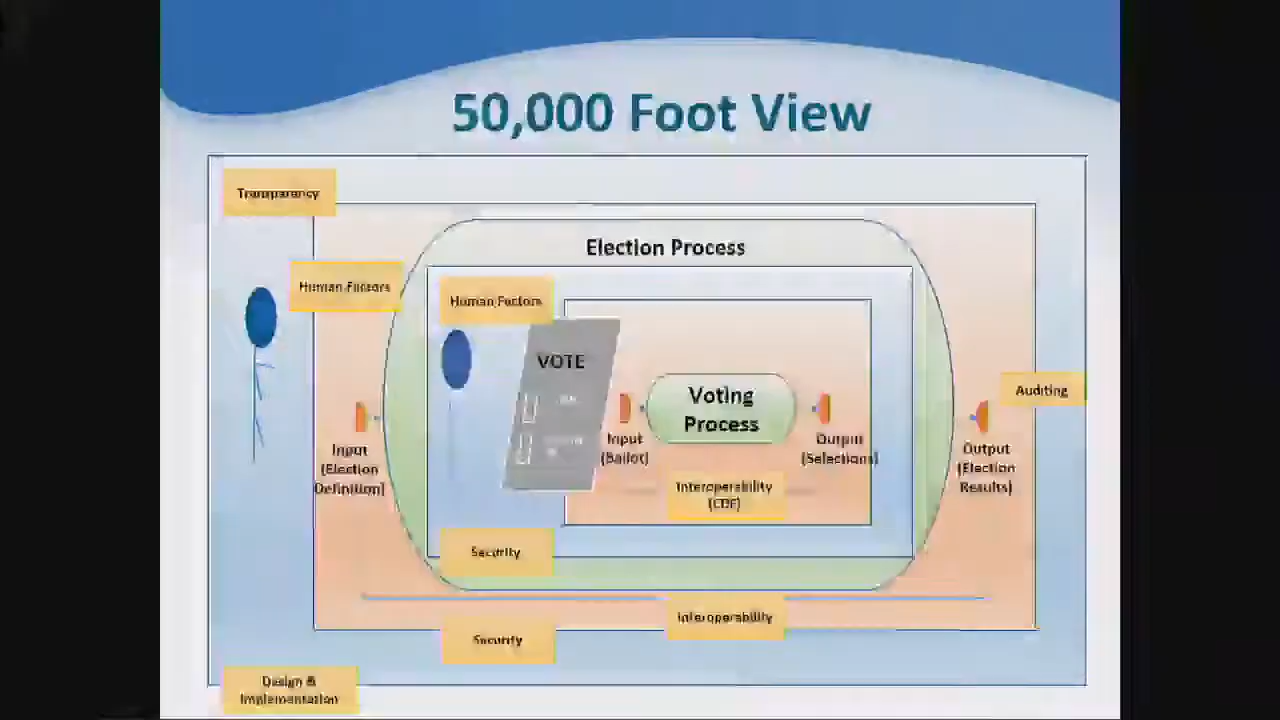 50,000 Foot View
Transparency
Election Process
Human Factors
Human Factors
VOTE
Voting
Process
Auditing
Input
(Election
Definition)
Input
(Ballot)
Output
(Selections)
Output
(Election
Results)
Interoperability
(CDF)
Security
Interoperability
Security
Design &
Implementation